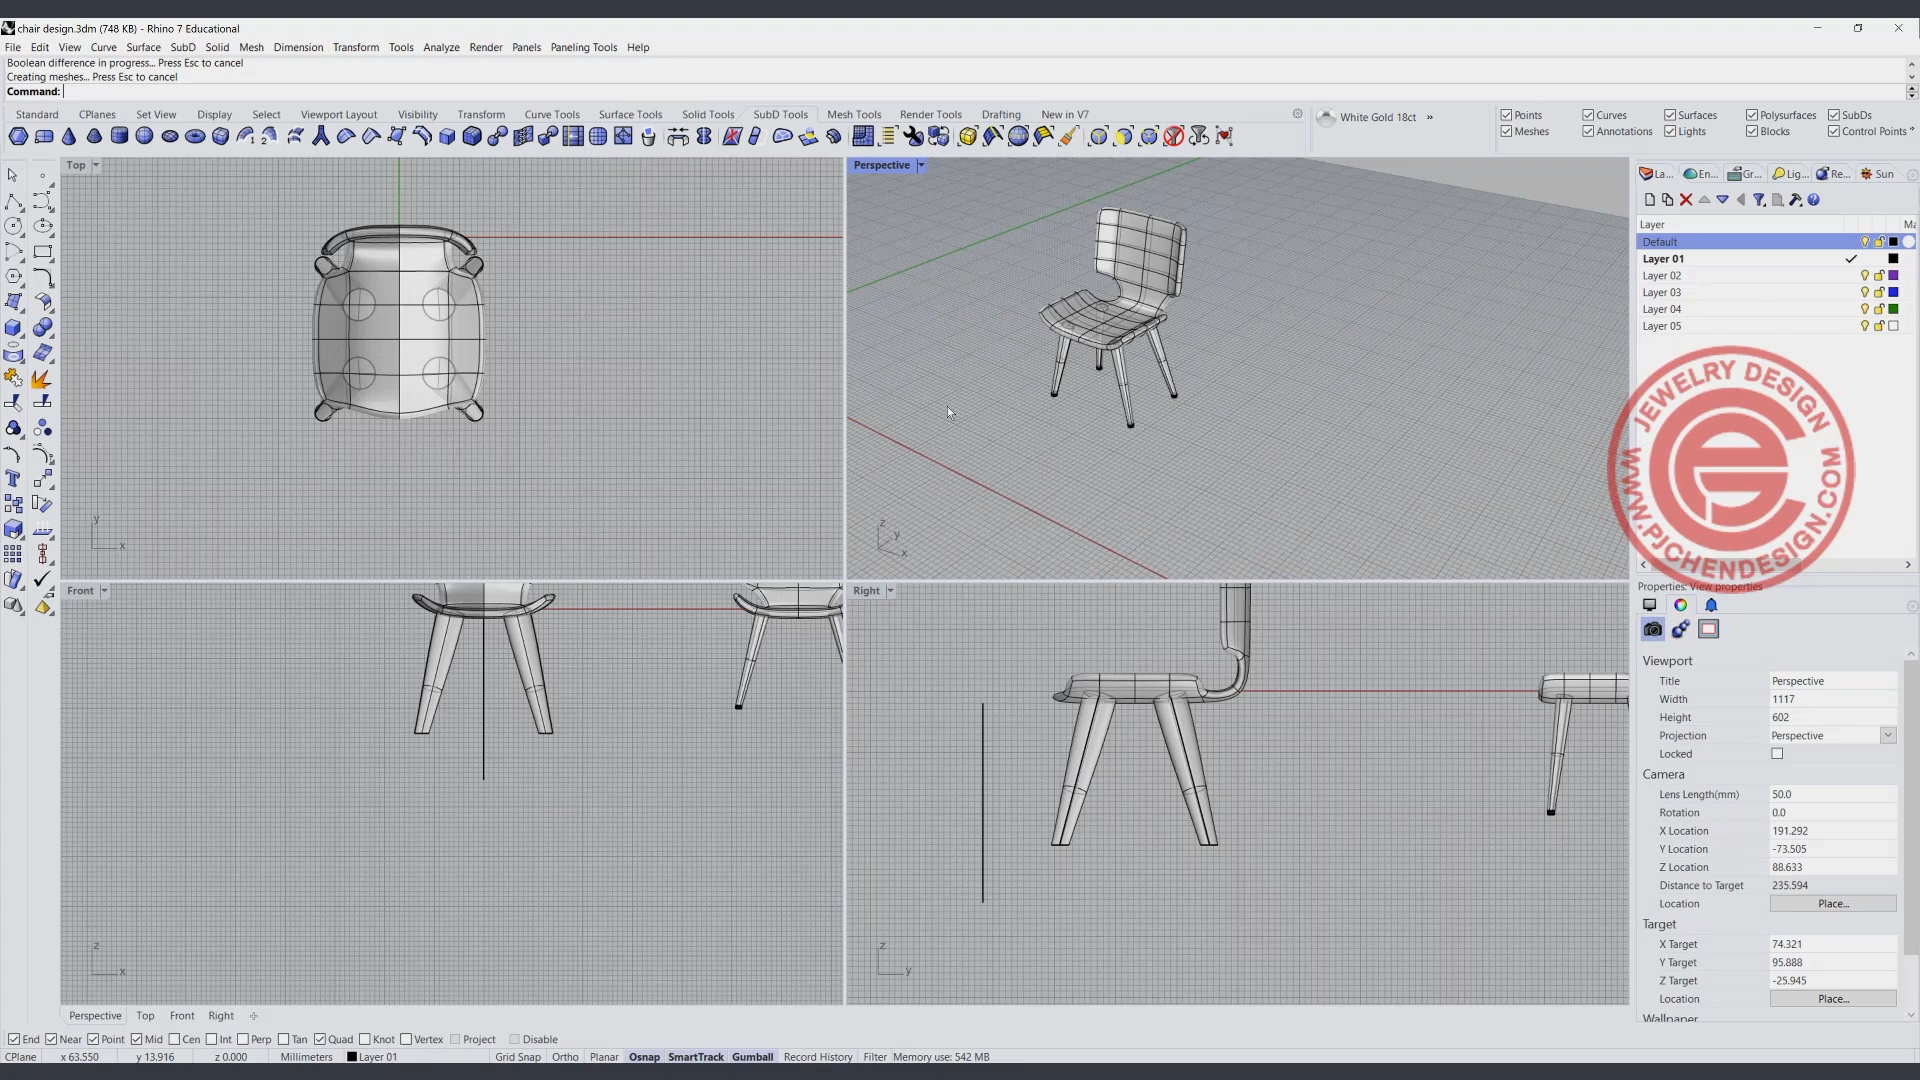 chair design.3dm (748 KB) - Rhino 7 Educational
File Edit View Curve Surface SubD Solid Mesh Dimension Transform Tools Analyze Render Panels Paneling Tools Help
Boolean difference in progress... Press Esc to cancel
Creating meshes... Press Esc to cancel
Command:
Standard CPlanes Set View Display Select Viewport Layout Visibility Transform Curve Tools Surface Tools Solid Tools SubD Tools Mesh Tools Render Tools Drafting New in V7
White Gold 18ct »
Points Curves Surfaces Polysurfaces SubDs
Meshes Annotations Lights Blocks Control Points
Top
Perspective
La... En... Gr... Lig... Re... Sun
Layer Ma
Default
Layer 01
Layer 02
Layer 03
Layer 04
Layer 05
JEWELRY DESIGN
WWW.PJCHENDESIGN.COM
y
x
z
y
x
Front
Right
Properties: View properties
Viewport
Title Perspective
Width 1117
Height 602
Projection Perspective
Locked
Camera
Lens Length(mm) 50.0
Rotation 0.0
X Location 191.292
Y Location -73.505
Z Location 88.633
Distance to Target 235.594
Location Place...
Target
X Target 74.321
Y Target 95.888
Z Target -25.945
Location Place...
Wallpaper
z
x
z
y
Perspective Top Front Right
End Near Point Mid Cen Int Perp Tan Quad Knot Vertex Project Disable
CPlane x 63.550 y 13.916 z 0.000 Millimeters Layer 01 Grid Snap Ortho Planar Osnap SmartTrack Gumball Record History Filter Memory use: 542 MB